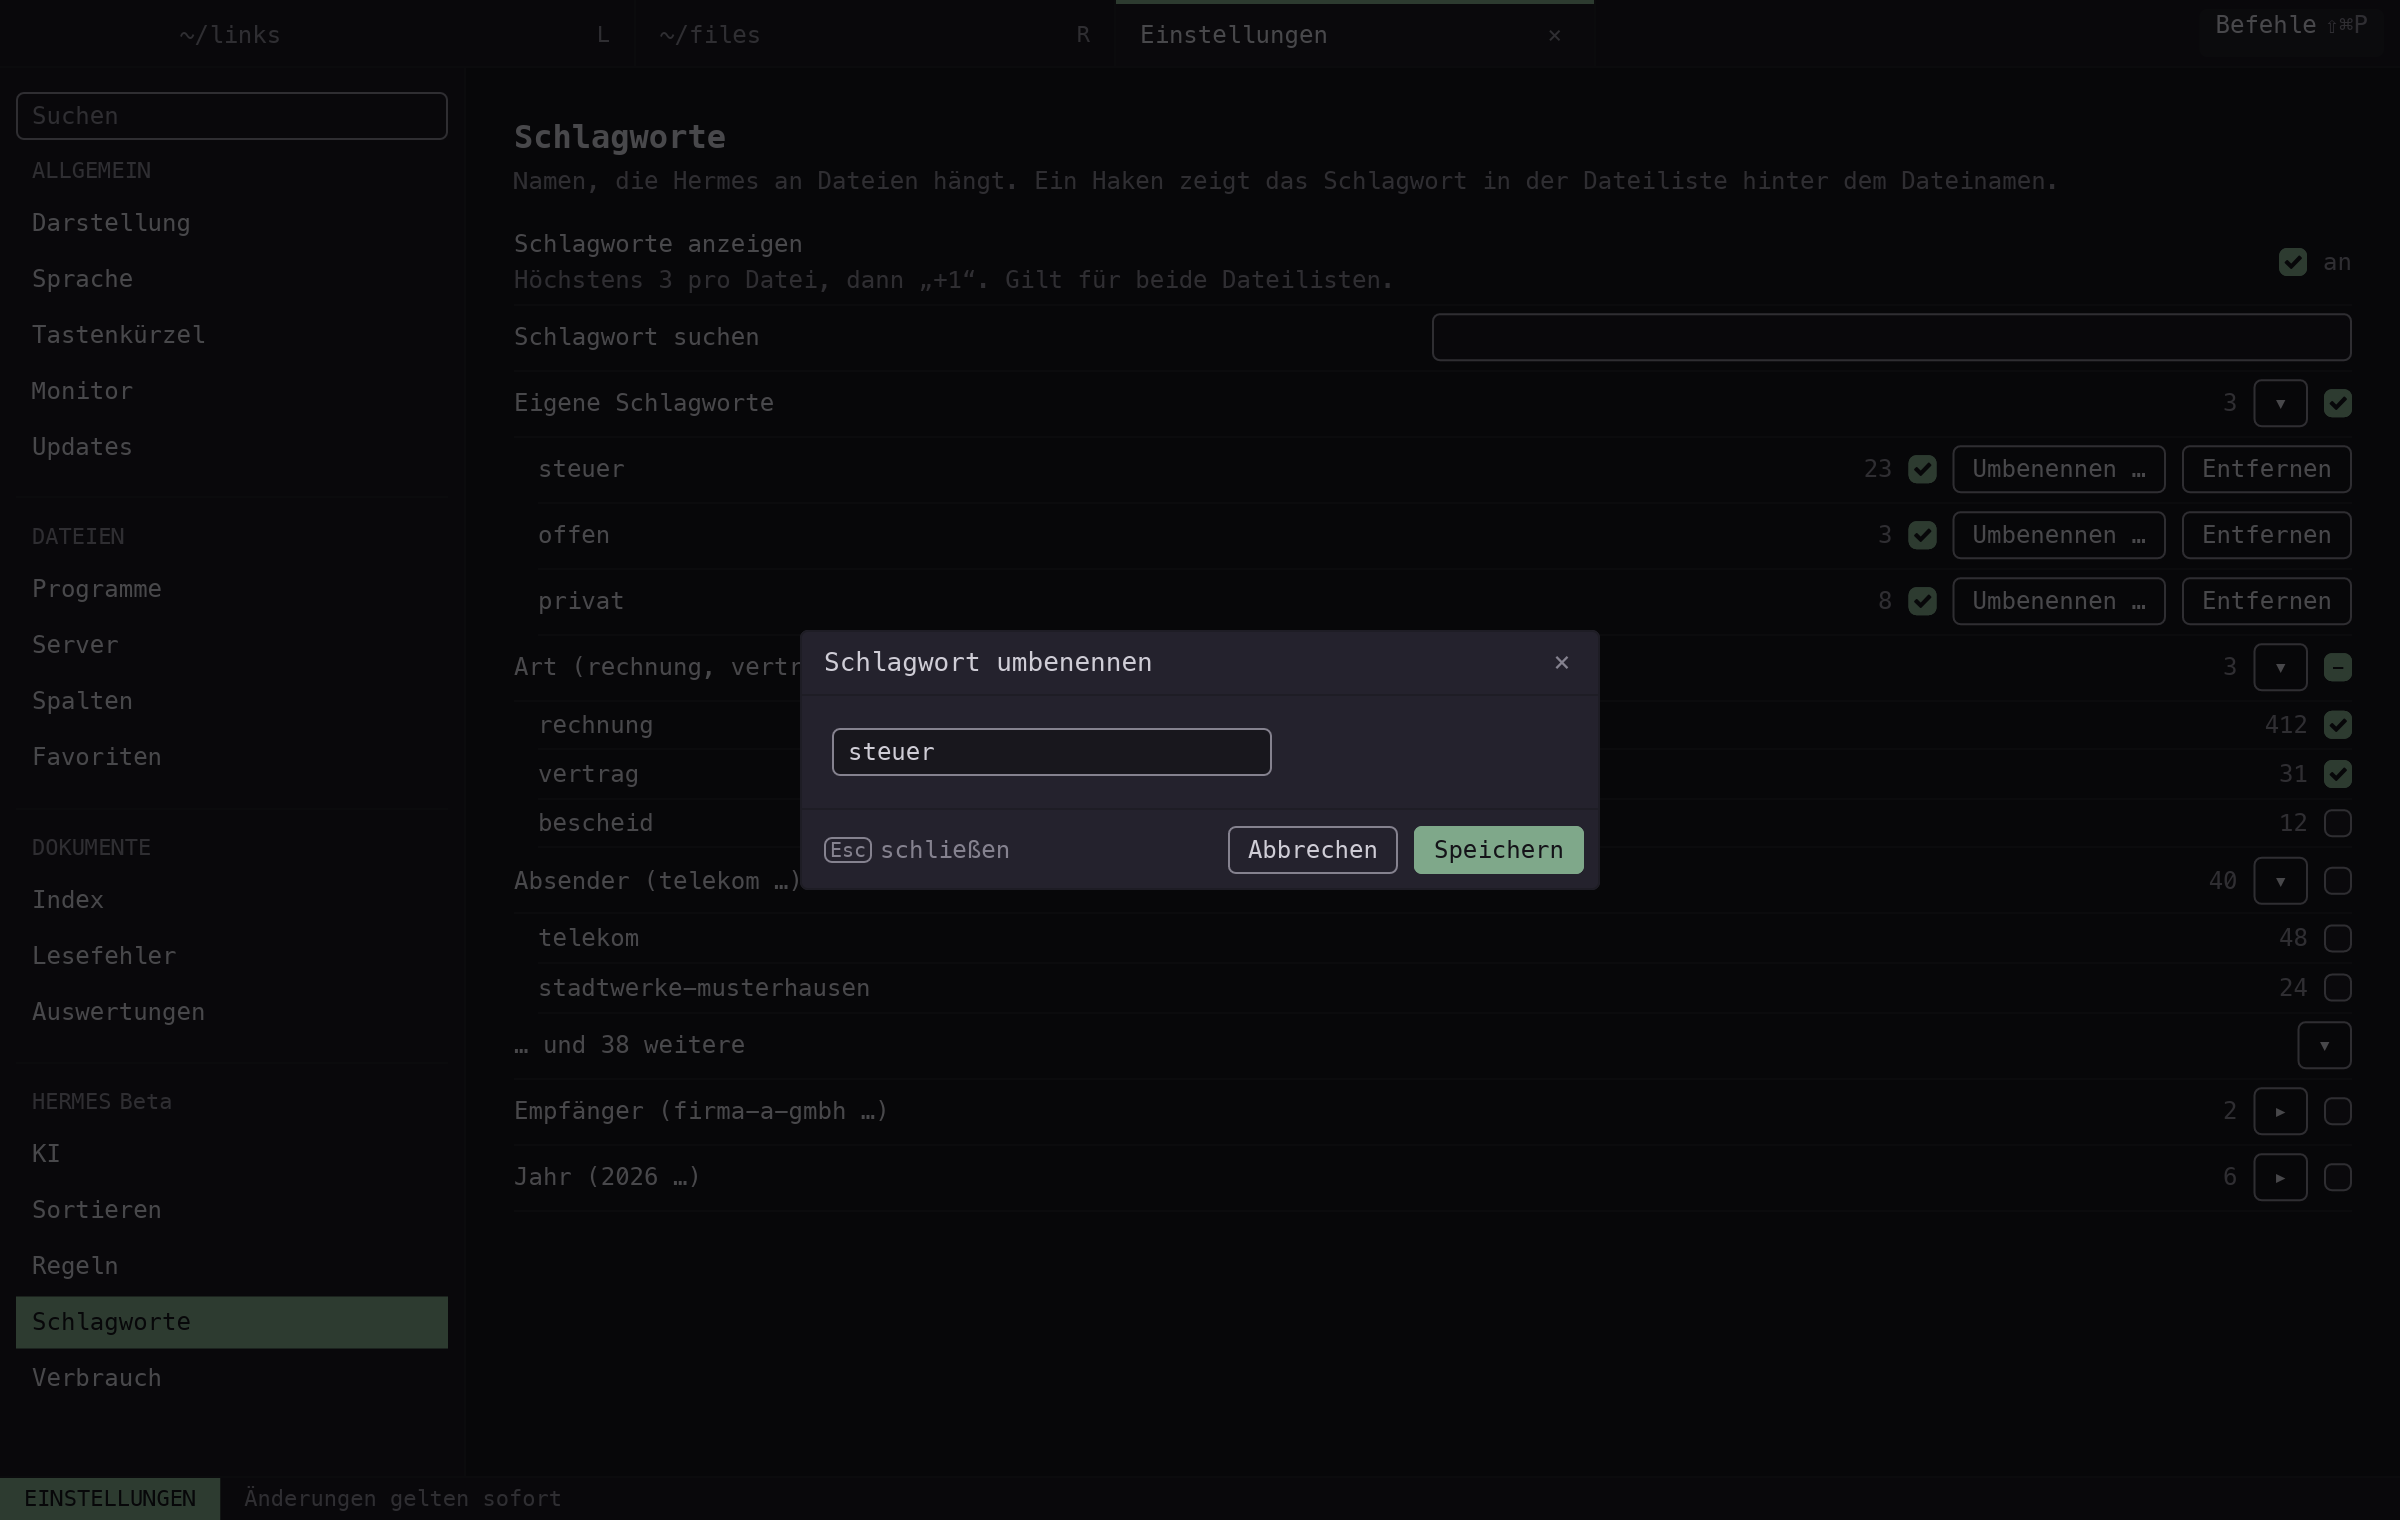 ~/links L ~/files R Einstellungen × Befehle ⇧⌘P
Suchen
ALLGEMEIN
Darstellung
Sprache
Tastenkürzel
Monitor
Updates
DATEIEN
Programme
Server
Spalten
Favoriten
DOKUMENTE
Index
Lesefehler
Auswertungen
HERMES Beta
KI
Sortieren
Regeln
Schlagworte
Verbrauch
Schlagworte
Namen, die Hermes an Dateien hängt. Ein Haken zeigt das Schlagwort in der Dateiliste hinter dem Dateinamen.
Schlagworte anzeigen
Höchstens 3 pro Datei, dann „+1“. Gilt für beide Dateilisten.
an
Schlagwort suchen
Eigene Schlagworte 3 ▾
steuer 23 Umbenennen … Entfernen
offen 3 Umbenennen … Entfernen
privat 8 Umbenennen … Entfernen
Art (rechnung, vertr 3 ▾
rechnung 412
vertrag 31
bescheid 12
Absender (telekom …) 40 ▾
telekom 48
stadtwerke-musterhausen 24
… und 38 weitere ▾
Empfänger (firma-a-gmbh …) 2 ▸
Jahr (2026 …) 6 ▸
Schlagwort umbenennen ×
steuer
Esc schließen Abbrechen Speichern
EINSTELLUNGEN Änderungen gelten sofort